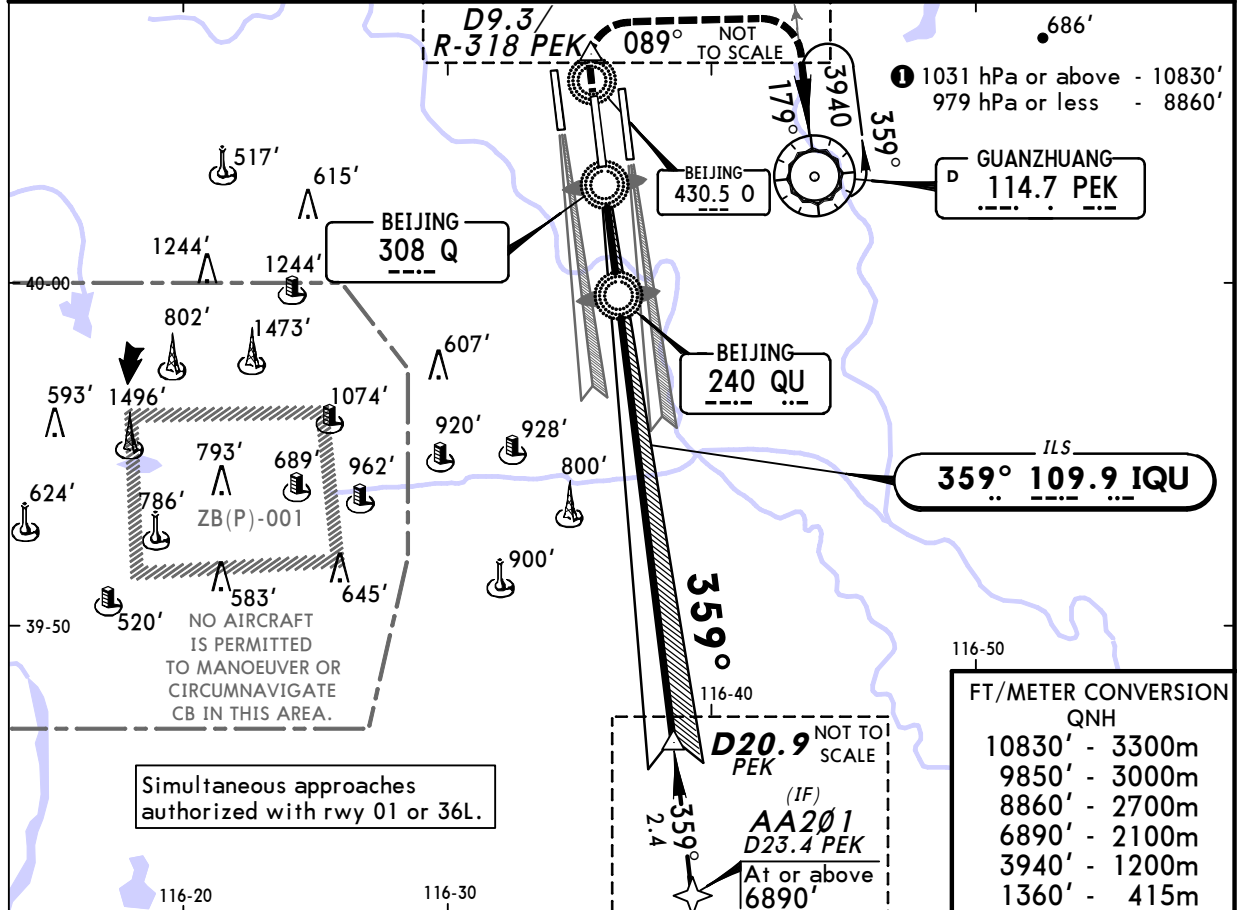 D9.3/
R-318 PEK
089°
NOT
TO SCALE
686'
❶ 1031 hPa or above - 10830'
979 hPa or less - 8860'
179°
3940
359°
517'
615'
BEIJING
430.5 O
GUANZHUANG
D 114.7 PEK
BEIJING
308 Q
1244'
1244'
40-00
802'
1473'
607'
BEIJING
240 QU
593'
1496'
1074'
920'
928'
793'
689'
962'
800'
ILS
359° 109.9 IQU
624'
786'
ZB(P)-001
900'
583'
645'
520'
359°
39-50
NO AIRCRAFT
IS PERMITTED
TO MANOEUVER OR
CIRCUMNAVIGATE
CB IN THIS AREA.
116-50
116-40
D20.9
PEK
NOT TO
SCALE
Simultaneous approaches
authorized with rwy 01 or 36L.
359°
2.4
(IF)
AA2Ø1
D23.4 PEK
At or above
6890'
FT/METER CONVERSION
QNH
10830' - 3300m
9850' - 3000m
8860' - 2700m
6890' - 2100m
3940' - 1200m
1360' - 415m
116-20
116-30